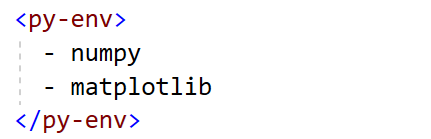 <py-env>
  - numpy
  - matplotlib
</py-env>